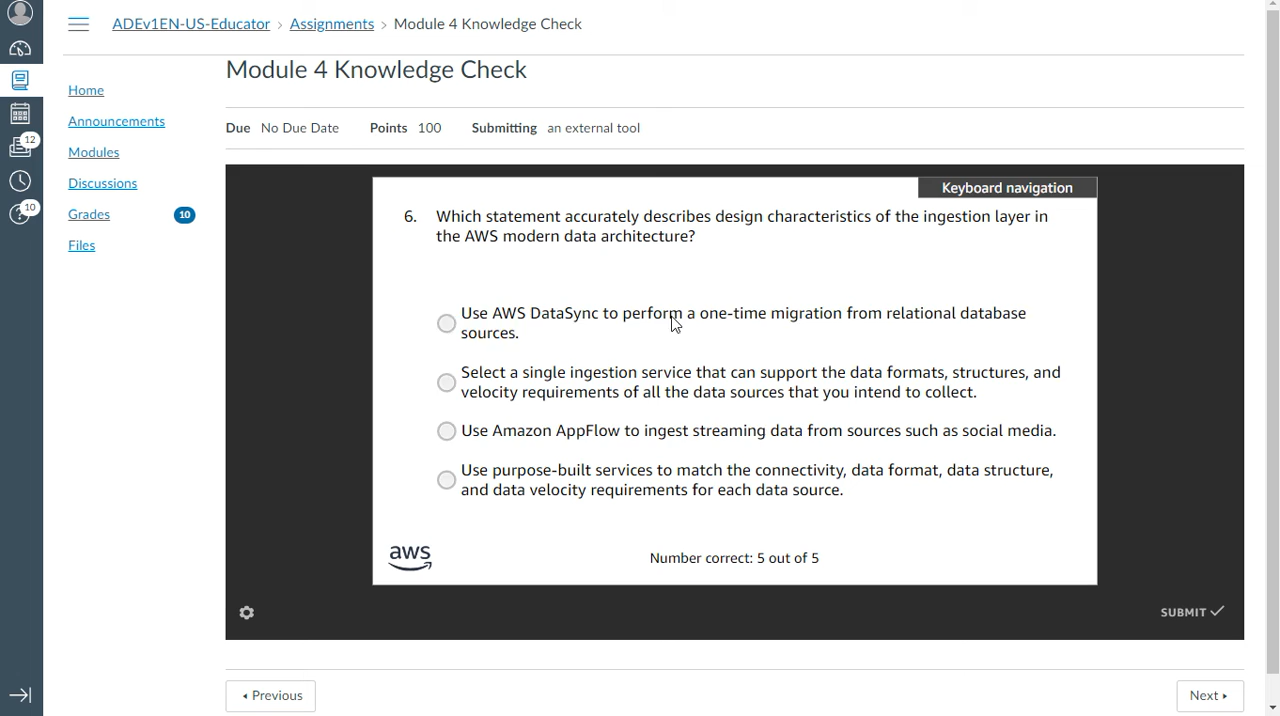 ADEv1EN-US-Educator › Assignments › Module 4 Knowledge Check
Module 4 Knowledge Check
Home
Announcements
Modules
Discussions
Grades 10
Files
12
10
Due No Due Date Points 100 Submitting an external tool
Keyboard navigation
6. Which statement accurately describes design characteristics of the ingestion layer in
the AWS modern data architecture?
Use AWS DataSync to perform a one-time migration from relational database
sources.
Select a single ingestion service that can support the data formats, structures, and
velocity requirements of all the data sources that you intend to collect.
Use Amazon AppFlow to ingest streaming data from sources such as social media.
Use purpose-built services to match the connectivity, data format, data structure,
and data velocity requirements for each data source.
aws
Number correct: 5 out of 5
SUBMIT
Previous
Next